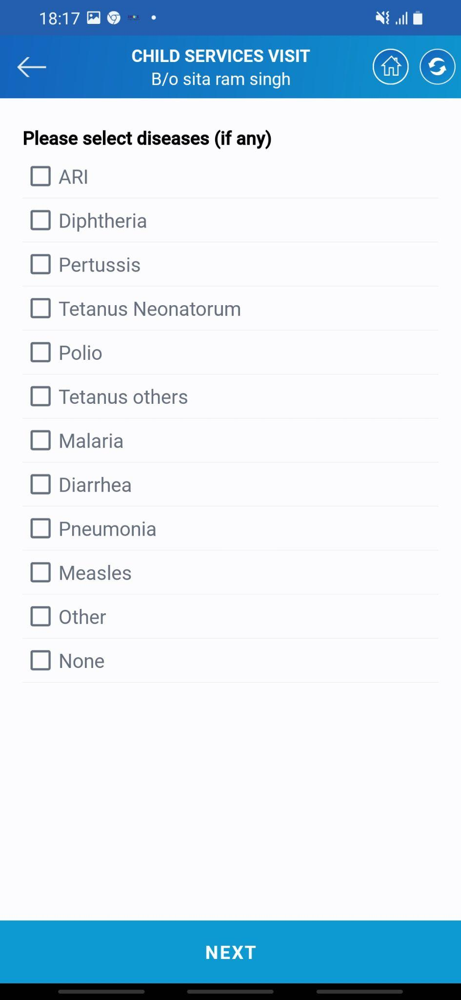 18:17
CHILD SERVICES VISIT
B/o sita ram singh
Please select diseases (if any)
ARI
Diphtheria
Pertussis
Tetanus Neonatorum
Polio
Tetanus others
Malaria
Diarrhea
Pneumonia
Measles
Other
None
NEXT